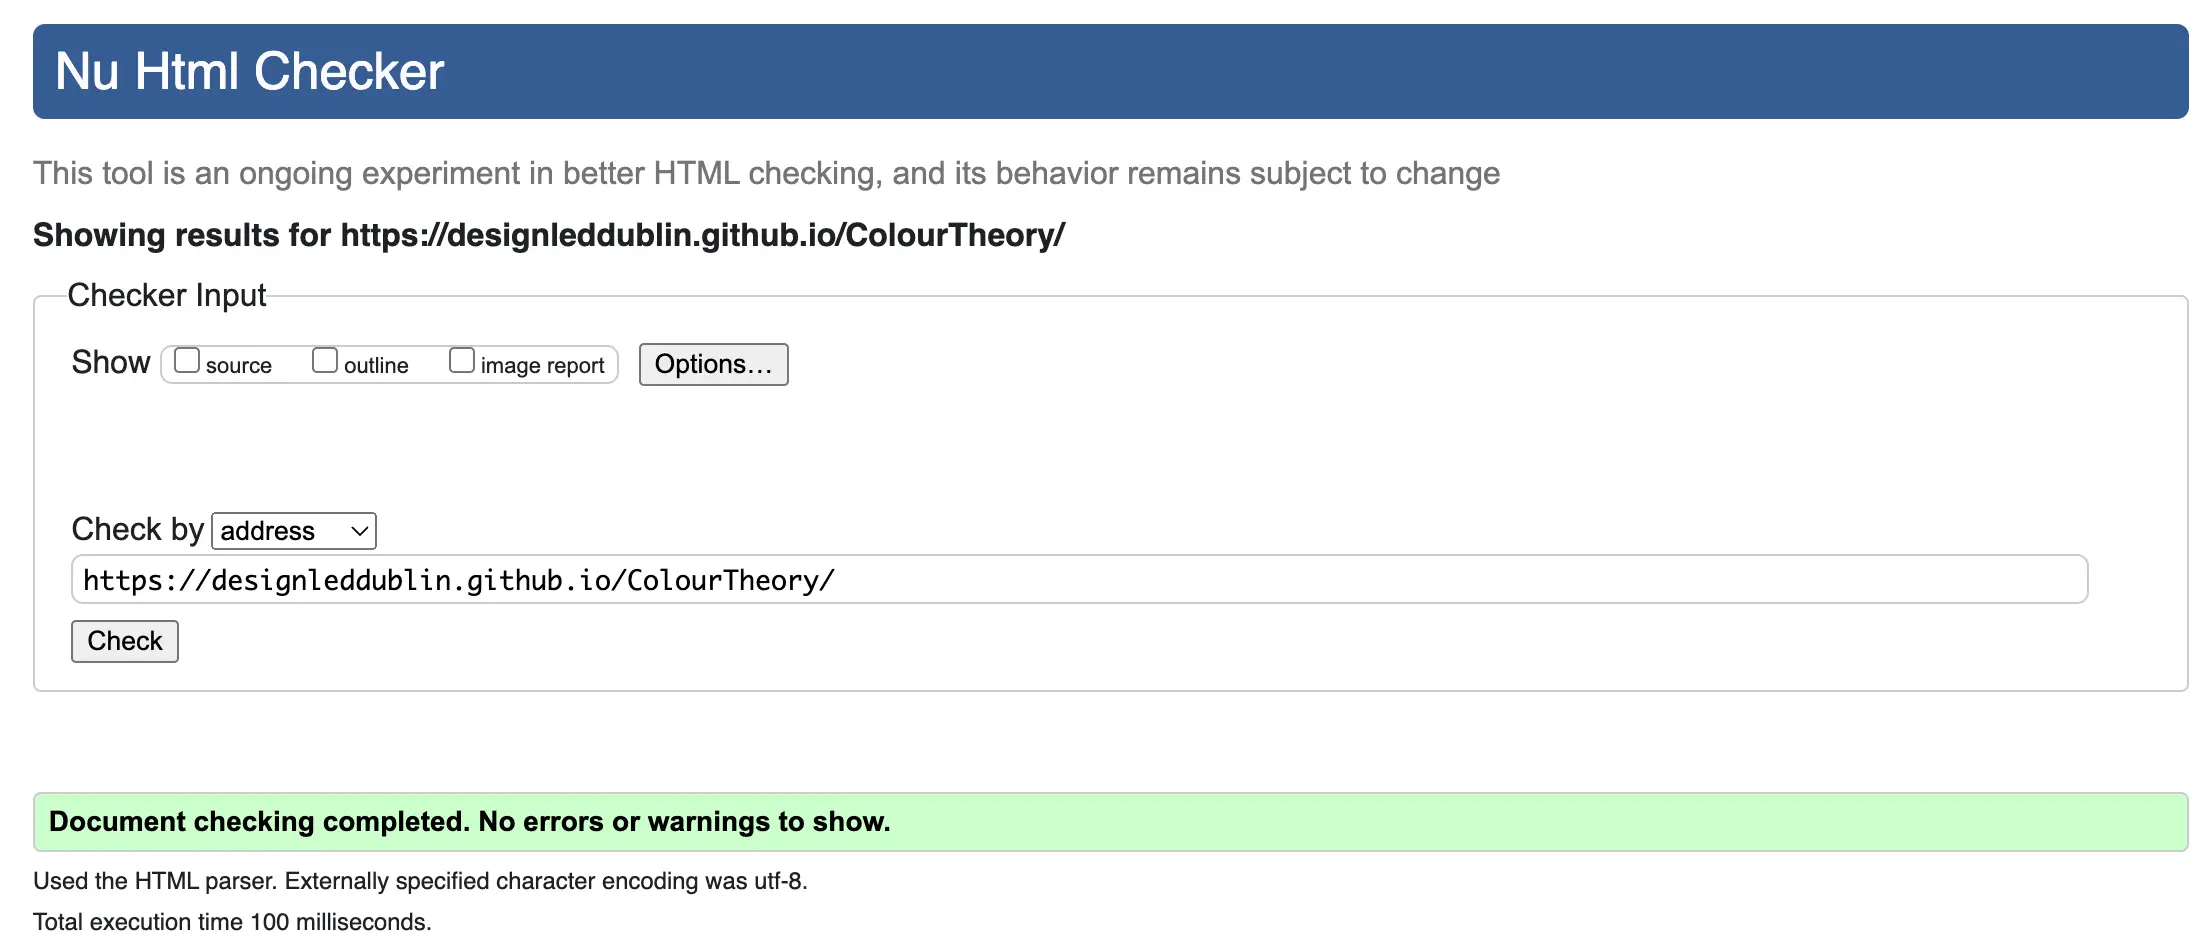 Nu Html Checker
This tool is an ongoing experiment in better HTML checking, and its behavior remains subject to change
Showing results for https://designleddublin.github.io/ColourTheory/
Checker Input
Show source outline image report Options…
Check by address
https://designleddublin.github.io/ColourTheory/
Check
Document checking completed. No errors or warnings to show.
Used the HTML parser. Externally specified character encoding was utf-8.
Total execution time 100 milliseconds.